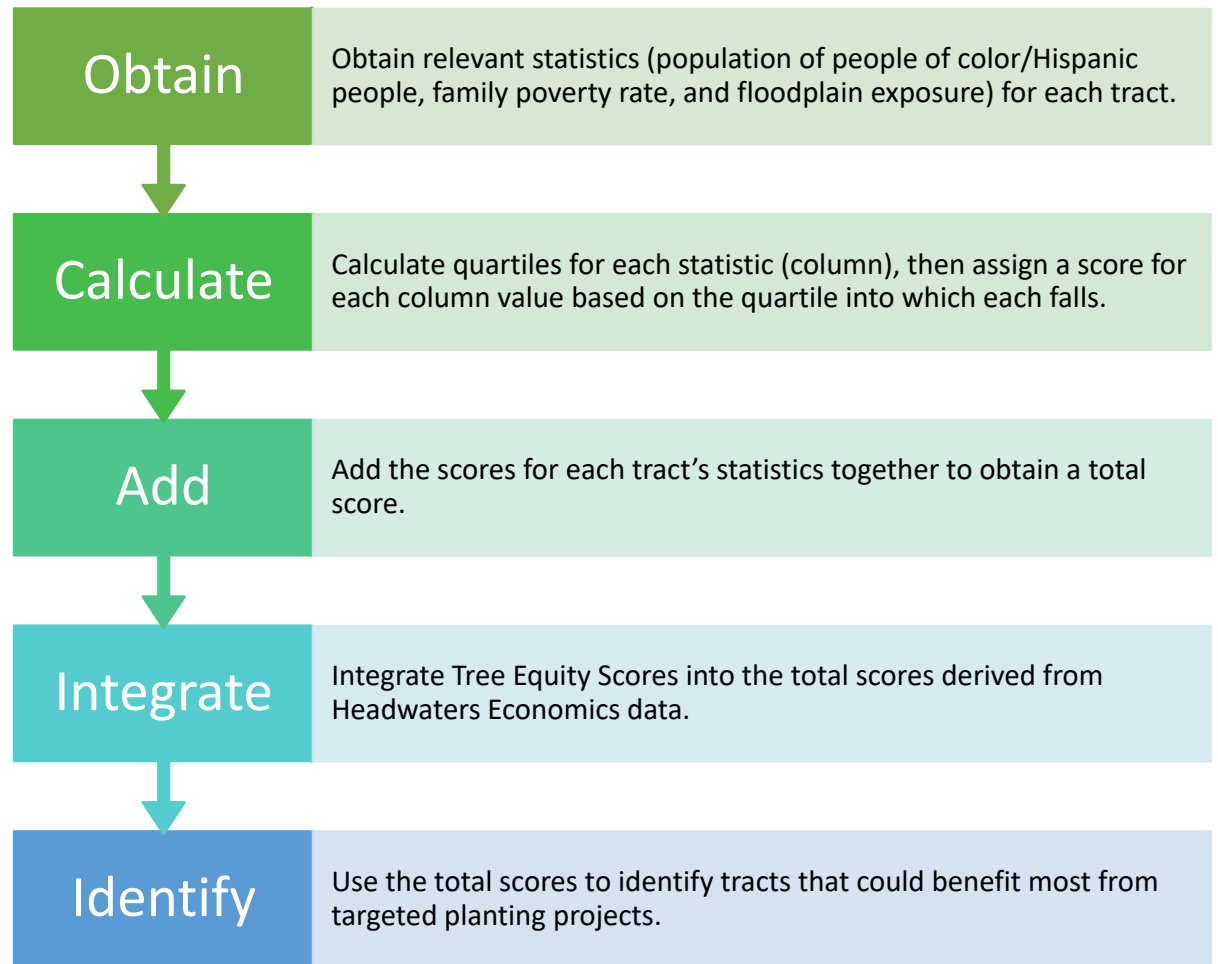 Obtain
Obtain relevant statistics (population of people of color/Hispanic
people, family poverty rate, and floodplain exposure) for each tract.
Calculate
Calculate quartiles for each statistic (column), then assign a score for
each column value based on the quartile into which each falls.
Add
Add the scores for each tract’s statistics together to obtain a total
score.
Integrate
Integrate Tree Equity Scores into the total scores derived from
Headwaters Economics data.
Identify
Use the total scores to identify tracts that could benefit most from
targeted planting projects.